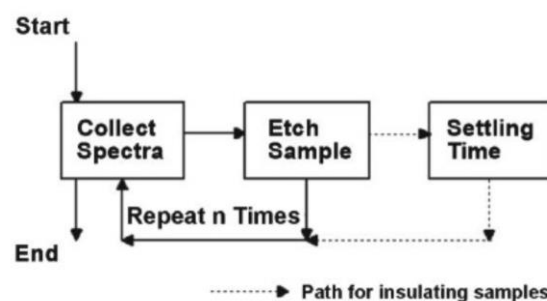 Start
Collect
Spectra
Etch
Sample
Settling
Time
Repeat n Times
End
Path for insulating samples